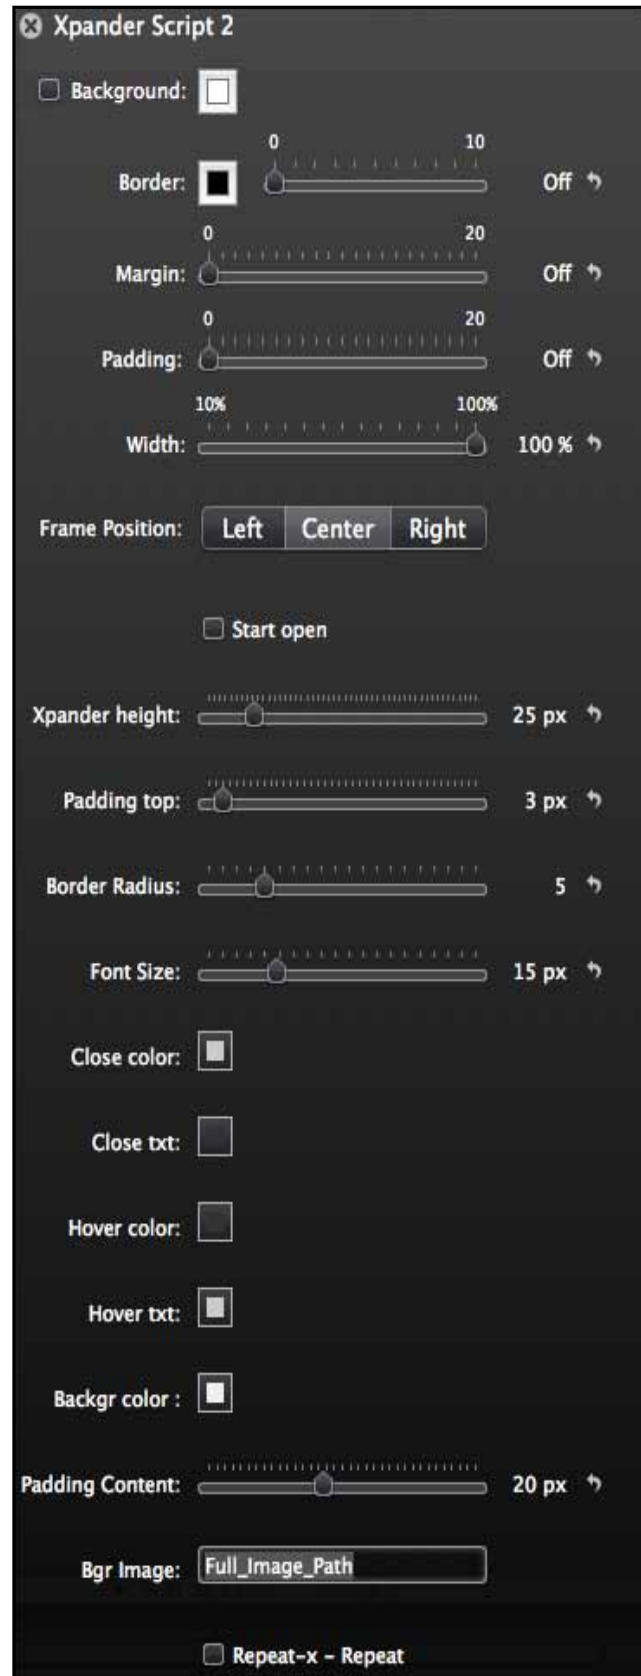 Xpander Script 2
Background:
0 10
Border: Off
0 20
Margin: Off
0 20
Padding: Off
10% 100%
Width: 100 %
Frame Position: Left Center Right
Start open
Xpander height: 25 px
Padding top: 3 px
Border Radius: 5
Font Size: 15 px
Close color:
Close txt:
Hover color:
Hover txt:
Backgr color :
Padding Content: 20 px
Bgr Image: Full_Image_Path
Repeat-x - Repeat